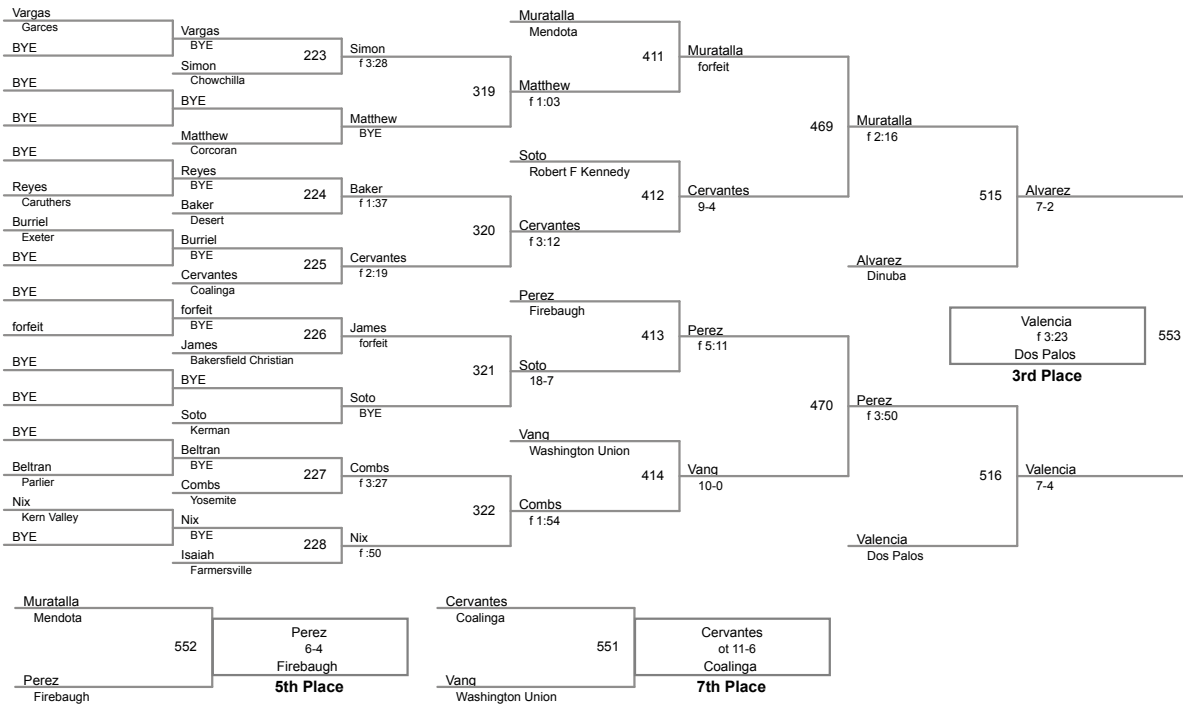 Vargas
Garces
BYE
BYE
BYE
BYE
Reyes
Caruthers
Burriel
Exeter
BYE
BYE
forfeit
BYE
BYE
BYE
Beltran
Parlier
Nix
Kern Valley
BYE
Vargas
BYE
223
Simon
Chowchilla
BYE
Matthew
Corcoran
Reyes
BYE
224
Baker
Desert
Burriel
BYE
225
Cervantes
Coalinga
forfeit
BYE
226
James
Bakersfield Christian
BYE
Soto
Kerman
Beltran
BYE
227
Combs
Yosemite
Nix
BYE
228
Isaiah
Farmersville
Simon
f 3:28
319
Matthew
BYE
Baker
f 1:37
320
Cervantes
f 2:19
James
forfeit
321
Soto
BYE
Combs
f 3:27
322
Nix
f :50
Muratalla
Mendota
411
Matthew
f 1:03
Soto
Robert F Kennedy
412
Cervantes
f 3:12
Perez
Firebaugh
413
Soto
18-7
Vang
Washington Union
414
Combs
f 1:54
Muratalla
forfeit
469
Cervantes
9-4
Perez
f 5:11
470
Vang
10-0
Muratalla
f 2:16
515
Alvarez
Dinuba
Perez
f 3:50
516
Valencia
Dos Palos
Alvarez
7-2
Valencia
f 3:23
Dos Palos
553
3rd Place
Valencia
7-4
Muratalla
Mendota
552
Perez
Firebaugh
Perez
6-4
Firebaugh
5th Place
Cervantes
Coalinga
551
Vang
Washington Union
Cervantes
ot 11-6
Coalinga
7th Place